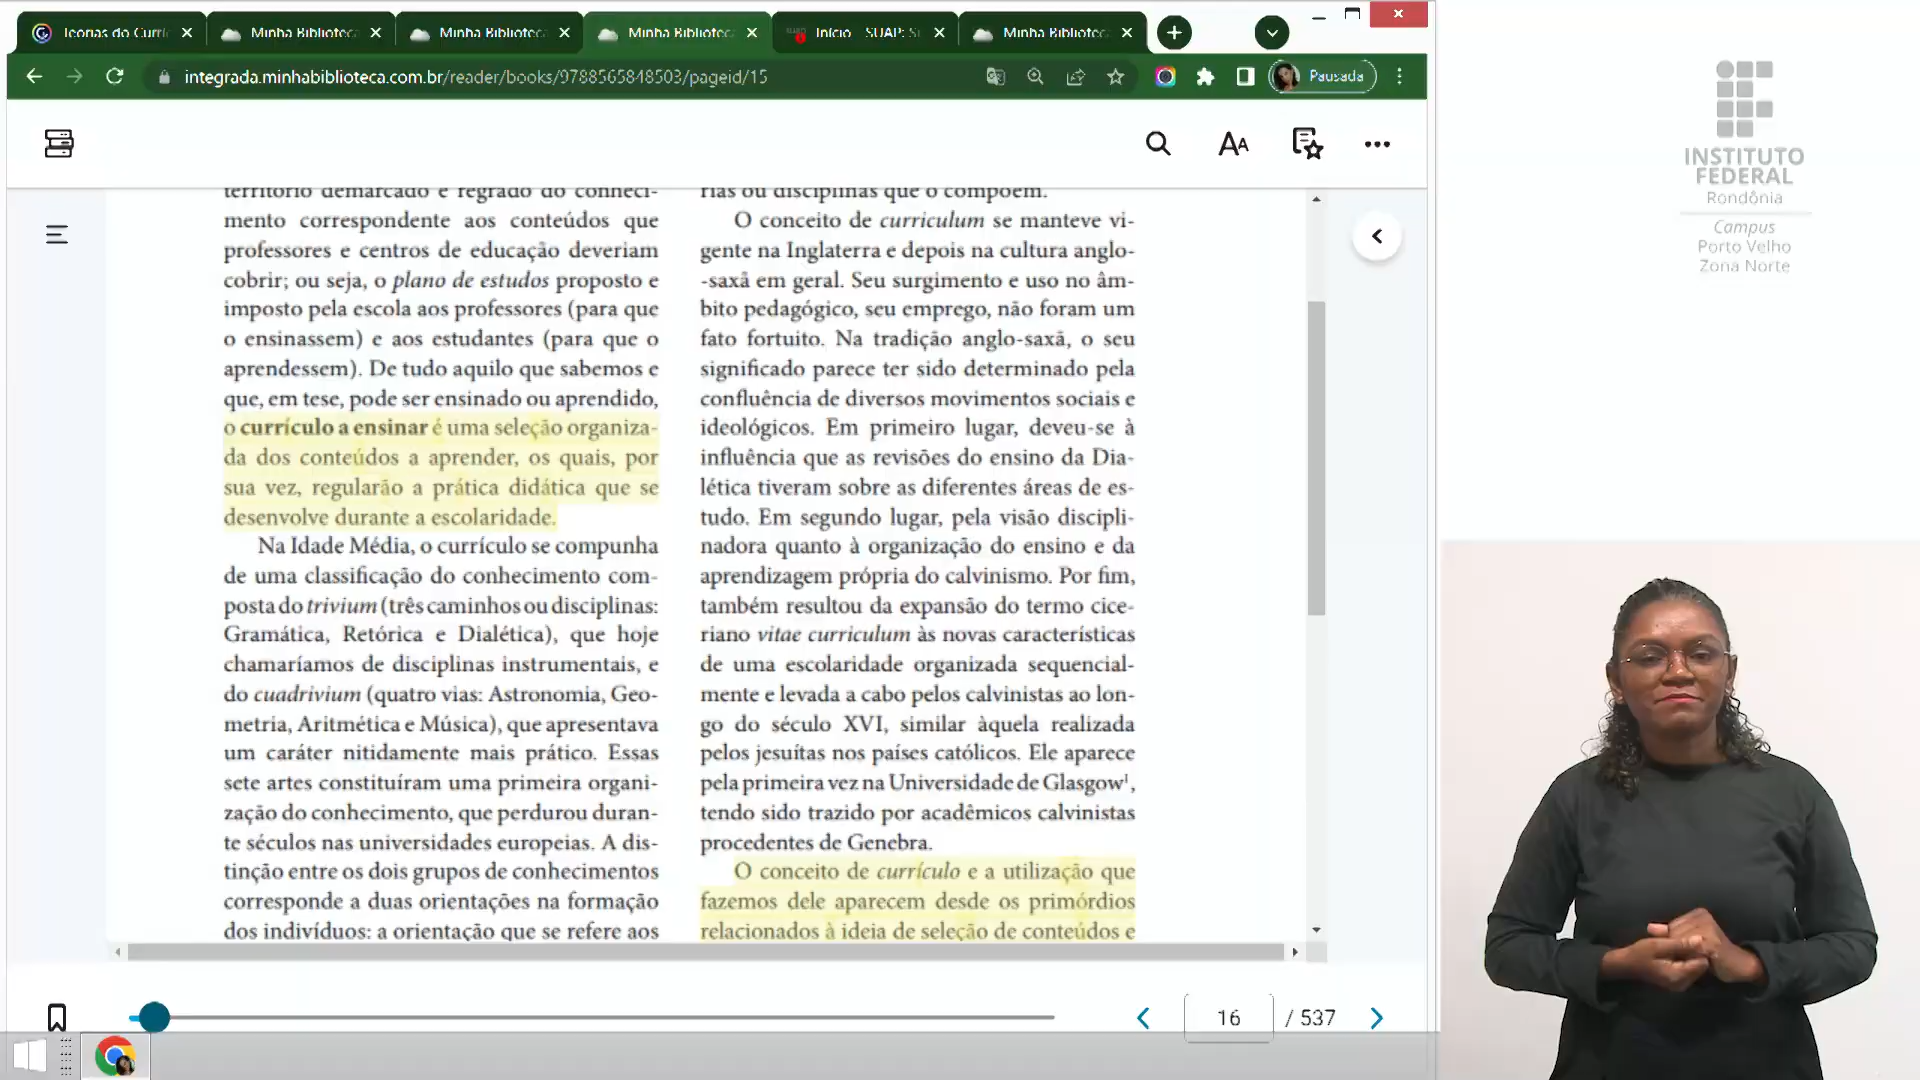 Teorias do Currí
Minha Biblioteca
Minha Biblioteca
Minha Biblioteca
Início
SUAP: S
Minha Biblioteca
integrada.minhabiblioteca.com.br/reader/books/9788565848503/pageid/15
Pausada
território demarcado e regrado do conheci-
mento correspondente aos conteúdos que
professores e centros de educação deveriam
cobrir; ou seja, o plano de estudos proposto e
imposto pela escola aos professores (para que
o ensinassem) e aos estudantes (para que o
aprendessem). De tudo aquilo que sabemos e
que, em tese, pode ser ensinado ou aprendido,
o currículo a ensinar é uma seleção organiza-
da dos conteúdos a aprender, os quais, por
sua vez, regularão a prática didática que se
desenvolve durante a escolaridade.
Na Idade Média, o currículo se compunha
de uma classificação do conhecimento com-
posta do trivium (três caminhos ou disciplinas:
Gramática, Retórica e Dialética), que hoje
chamaríamos de disciplinas instrumentais, e
do cuadrivium (quatro vias: Astronomia, Geo-
metria, Aritmética e Música), que apresentava
um caráter nitidamente mais prático. Essas
sete artes constituíram uma primeira organi-
zação do conhecimento, que perdurou duran-
te séculos nas universidades europeias. A dis-
tinção entre os dois grupos de conhecimentos
corresponde a duas orientações na formação
dos indivíduos: a orientação que se refere aos
rias ou disciplinas que o compõem.
O conceito de curriculum se manteve vi-
gente na Inglaterra e depois na cultura anglo-
-saxã em geral. Seu surgimento e uso no âm-
bito pedagógico, seu emprego, não foram um
fato fortuito. Na tradição anglo-saxã, o seu
significado parece ter sido determinado pela
confluência de diversos movimentos sociais e
ideológicos. Em primeiro lugar, deveu-se à
influência que as revisões do ensino da Dia-
lética tiveram sobre as diferentes áreas de es-
tudo. Em segundo lugar, pela visão discipli-
nadora quanto à organização do ensino e da
aprendizagem própria do calvinismo. Por fim,
também resultou da expansão do termo cice-
riano vitae curriculum às novas características
de uma escolaridade organizada sequencial-
mente e levada a cabo pelos calvinistas ao lon-
go do século XVI, similar àquela realizada
pelos jesuítas nos países católicos. Ele aparece
pela primeira vez na Universidade de Glasgow¹,
tendo sido trazido por acadêmicos calvinistas
procedentes de Genebra.
O conceito de currículo e a utilização que
fazemos dele aparecem desde os primórdios
relacionados à ideia de seleção de conteúdos e
16 / 537
INSTITUTO
FEDERAL
Rondônia
Campus
Porto Velho
Zona Norte